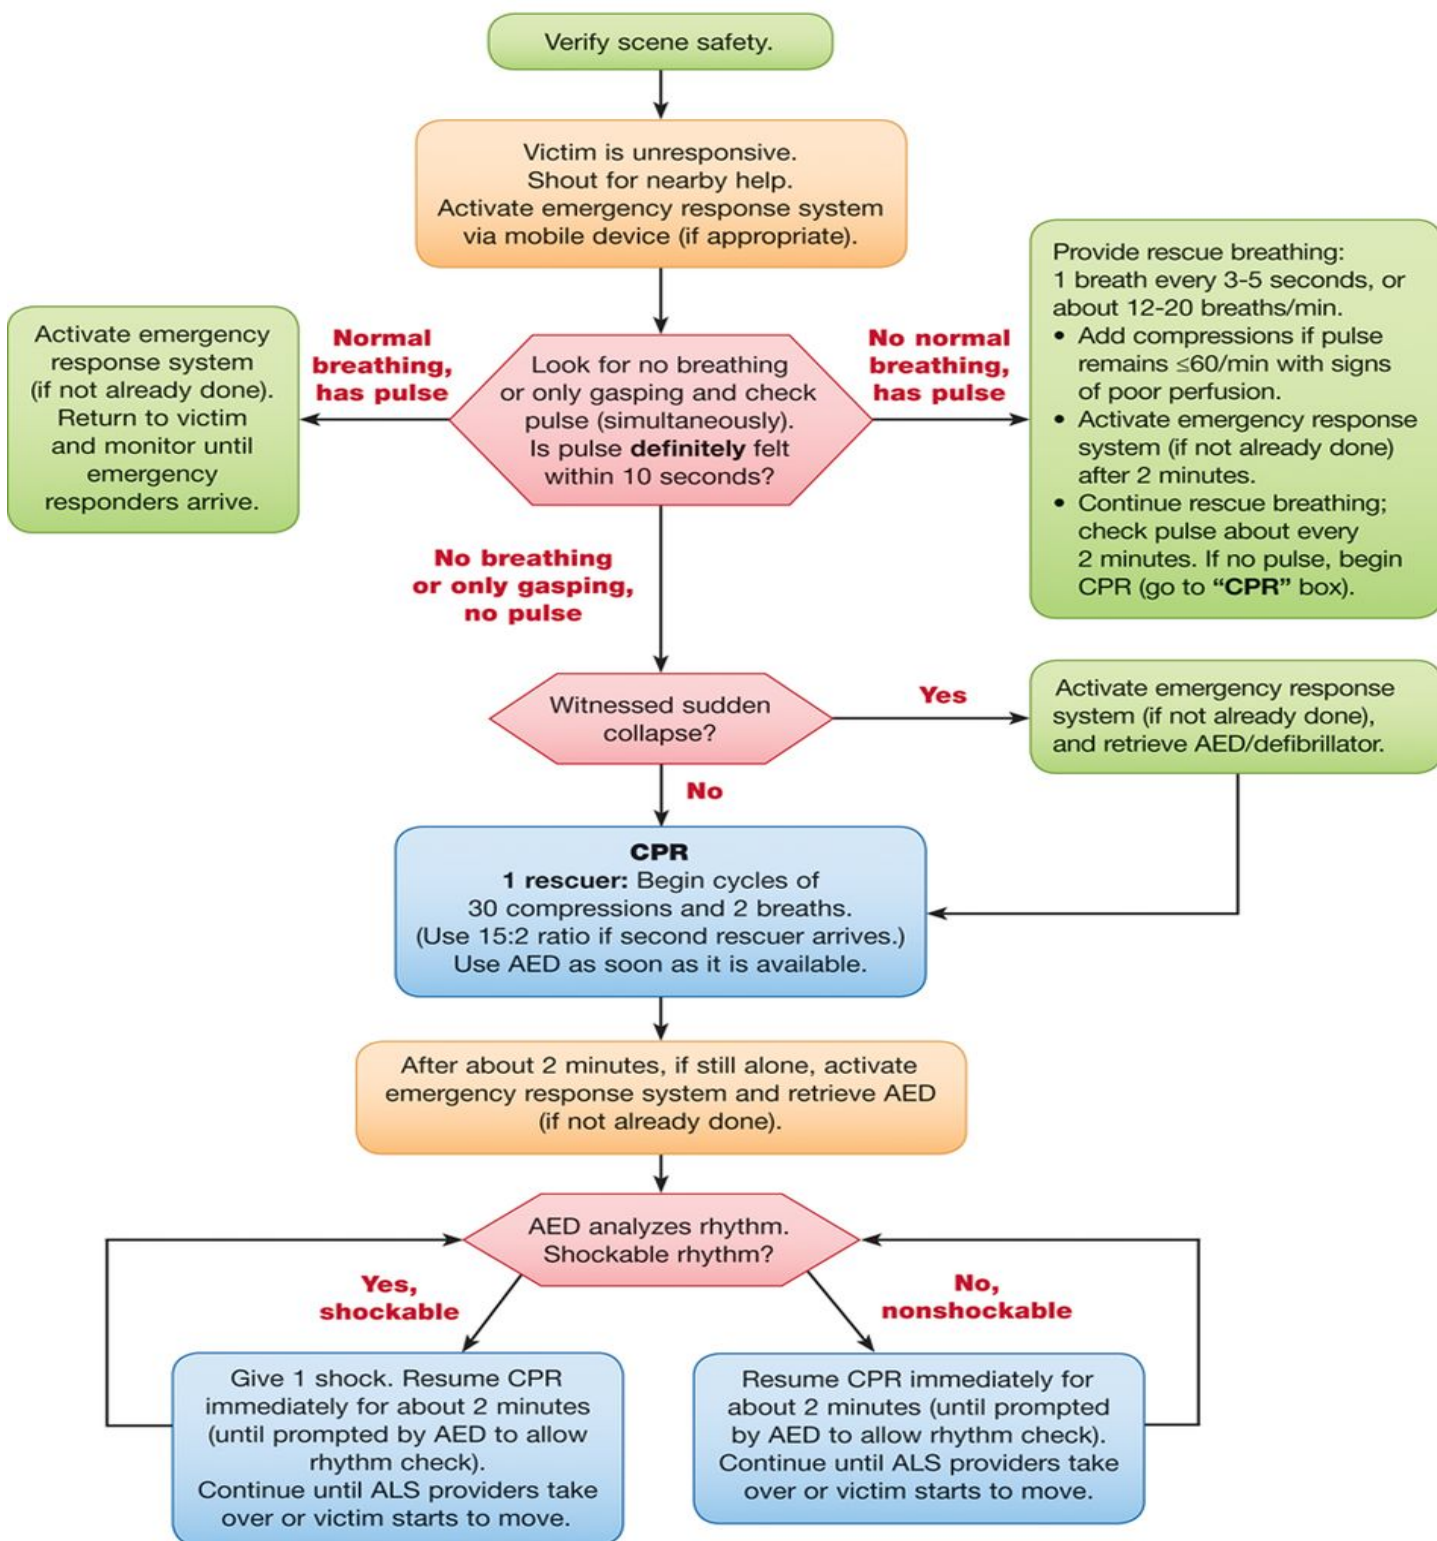 Verify scene safety.
Victim is unresponsive.
Shout for nearby help.
Activate emergency response system
via mobile device (if appropriate).
Normal
breathing,
has pulse
Activate emergency
response system
(if not already done).
Return to victim
and monitor until
emergency
responders arrive.
Look for no breathing
or only gasping and check
pulse (simultaneously).
Is pulse definitely felt
within 10 seconds?
No normal
breathing,
has pulse
Provide rescue breathing:
1 breath every 3-5 seconds, or
about 12-20 breaths/min.
• Add compressions if pulse
remains ≤60/min with signs
of poor perfusion.
• Activate emergency response
system (if not already done)
after 2 minutes.
• Continue rescue breathing;
check pulse about every
2 minutes. If no pulse, begin
CPR (go to “CPR” box).
No breathing
or only gasping,
no pulse
Witnessed sudden
collapse?
Yes
Activate emergency response
system (if not already done),
and retrieve AED/defibrillator.
No
CPR
1 rescuer: Begin cycles of
30 compressions and 2 breaths.
(Use 15:2 ratio if second rescuer arrives.)
Use AED as soon as it is available.
After about 2 minutes, if still alone, activate
emergency response system and retrieve AED
(if not already done).
AED analyzes rhythm.
Shockable rhythm?
Yes,
shockable
No,
nonshockable
Give 1 shock. Resume CPR
immediately for about 2 minutes
(until prompted by AED to allow
rhythm check).
Continue until ALS providers take
over or victim starts to move.
Resume CPR immediately for
about 2 minutes (until prompted
by AED to allow rhythm check).
Continue until ALS providers take
over or victim starts to move.